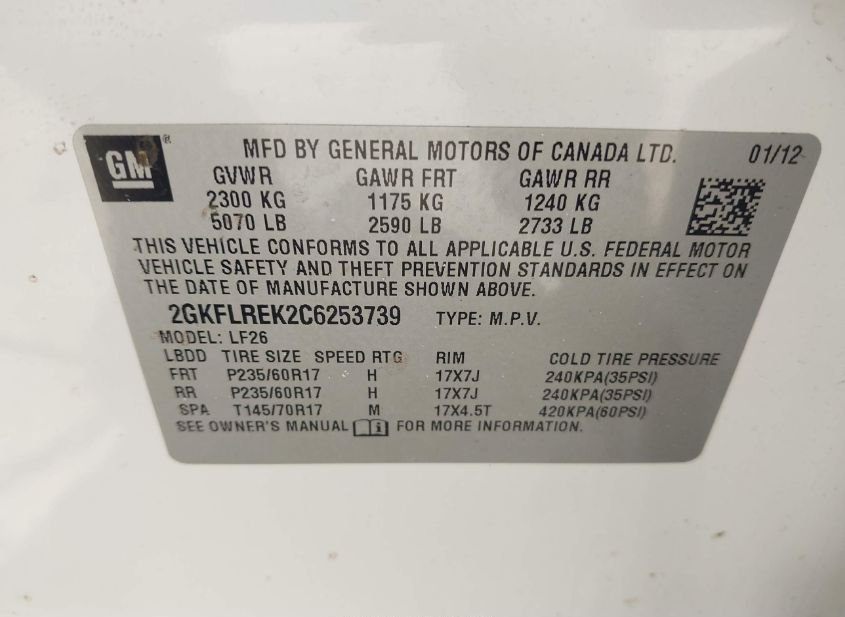 GM ® MFD BY GENERAL MOTORS OF CANADA LTD. 01/12
GVWR GAWR FRT GAWR RR
2300 KG 1175 KG 1240 KG
5070 LB 2590 LB 2733 LB
THIS VEHICLE CONFORMS TO ALL APPLICABLE U.S. FEDERAL MOTOR
VEHICLE SAFETY AND THEFT PREVENTION STANDARDS IN EFFECT ON
THE DATE OF MANUFACTURE SHOWN ABOVE.
2GKFLREK2C6253739 TYPE: M.P.V.
MODEL: LF26
LBDD TIRE SIZE SPEED RTG RIM COLD TIRE PRESSURE
FRT P235/60R17 H 17X7J 240KPA(35PSI)
RR P235/60R17 H 17X7J 240KPA(35PSI)
SPA T145/70R17 M 17X4.5T 420KPA(60PSI)
SEE OWNER'S MANUAL FOR MORE INFORMATION.